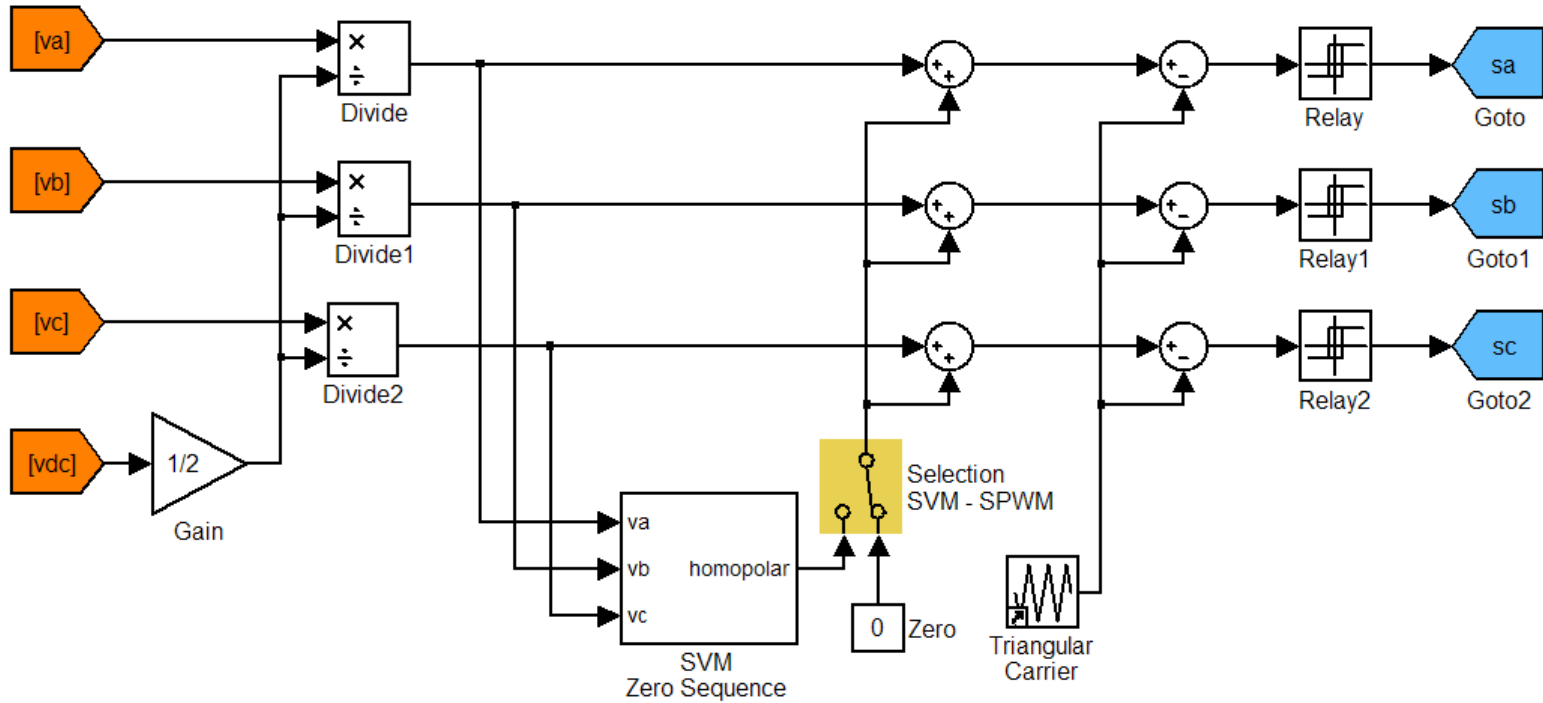 [va]
×
÷
Divide
+
+
+
-
Relay
sa
Goto
[vb]
×
÷
Divide1
+
+
+
-
Relay1
sb
Goto1
[vc]
×
÷
Divide2
+
+
+
-
Relay2
sc
Goto2
[vdc]
1/2
Gain
Selection
SVM - SPWM
va
vb
vc
homopolar
SVM
Zero Sequence
0
Zero
Triangular
Carrier